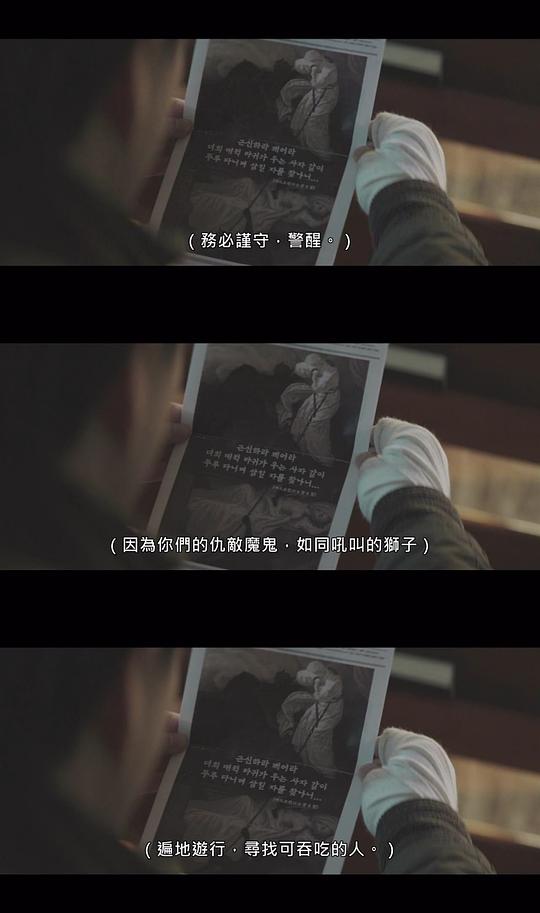 근신하라 깨어라
너희 대적 마귀가 우는 사자 같이
두루 다니며 삼킬 자를 찾나니...
(務必謹守，警醒。)
근신하라 깨어라
너희 대적 마귀가 우는 사자 같이
두루 다니며 삼킬 자를 찾나니...
(因為你們的仇敵魔鬼，如同吼叫的獅子)
근신하라 깨어라
너희 대적 마귀가 우는 사자 같이
두루 다니며 삼킬 자를 찾나니...
(遍地遊行，尋找可吞吃的人。)